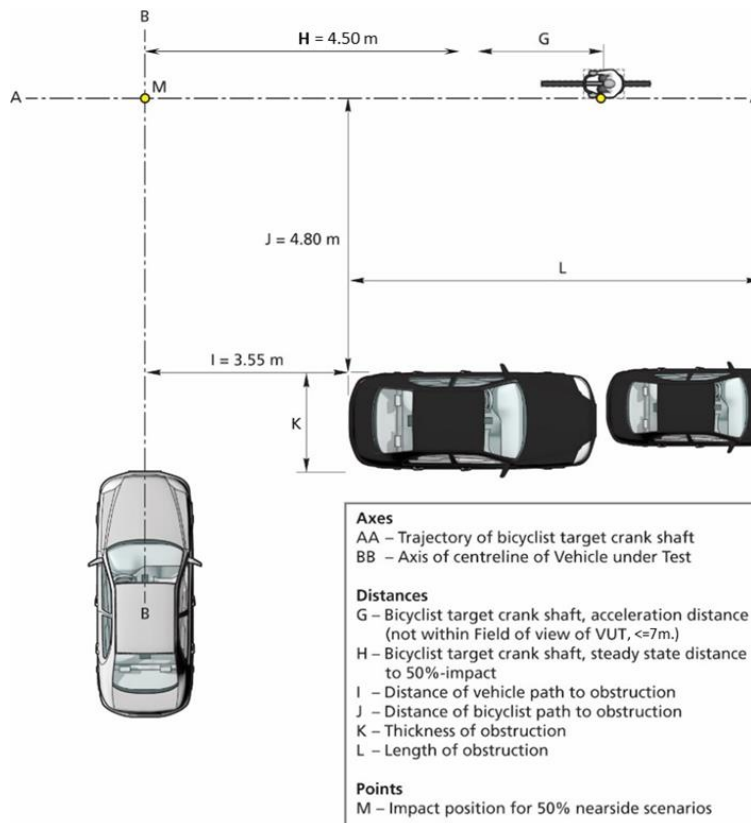 B
H = 4.50 m
G
M
A
J = 4.80 m
L
I = 3.55 m
K
B
Axes
AA – Trajectory of bicyclist target crank shaft
BB – Axis of centreline of Vehicle under Test
Distances
G – Bicyclist target crank shaft, acceleration distance
(not within Field of view of VUT, <=7m.)
H – Bicyclist target crank shaft, steady state distance
to 50%-impact
I – Distance of vehicle path to obstruction
J – Distance of bicyclist path to obstruction
K – Thickness of obstruction
L – Length of obstruction
Points
M – Impact position for 50% nearside scenarios